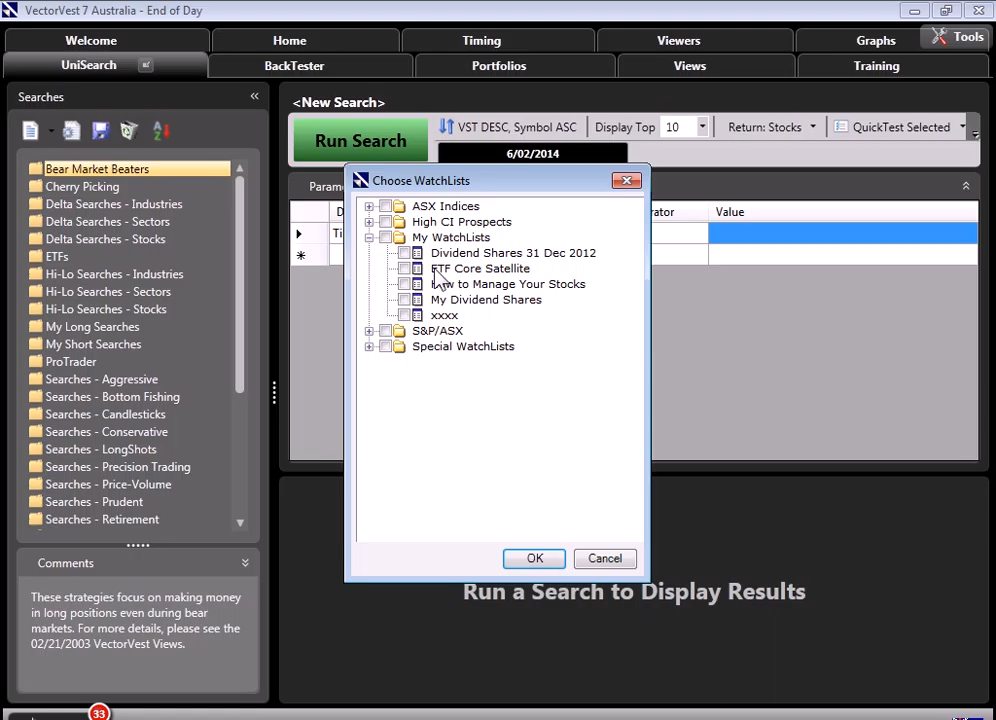 VectorVest 7 Australia - End of Day
Welcome
Home
Timing
Viewers
Graphs
Tools
UniSearch
BackTester
Portfolios
Views
Training
Searches
<New Search>
Run Search
VST DESC, Symbol ASC
Display Top
10
Return: Stocks
QuickTest Selected
6/02/2014
Value
Bear Market Beaters
Cherry Picking
Delta Searches - Industries
Delta Searches - Sectors
Delta Searches - Stocks
ETFs
Hi-Lo Searches - Industries
Hi-Lo Searches - Sectors
Hi-Lo Searches - Stocks
My Long Searches
My Short Searches
ProTrader
Searches - Aggressive
Searches - Bottom Fishing
Searches - Candlesticks
Searches - Conservative
Searches - LongShots
Searches - Precision Trading
Searches - Price-Volume
Searches - Prudent
Searches - Retirement
Choose WatchLists
ASX Indices
High CI Prospects
My WatchLists
Dividend Shares 31 Dec 2012
ETF Core Satellite
How to Manage Your Stocks
My Dividend Shares
xxxx
S&P/ASX
Special WatchLists
OK
Cancel
Comments
These strategies focus on making money
in long positions even during bear
markets. For more details, please see the
02/21/2003 VectorVest Views.
Run a Search to Display Results
33